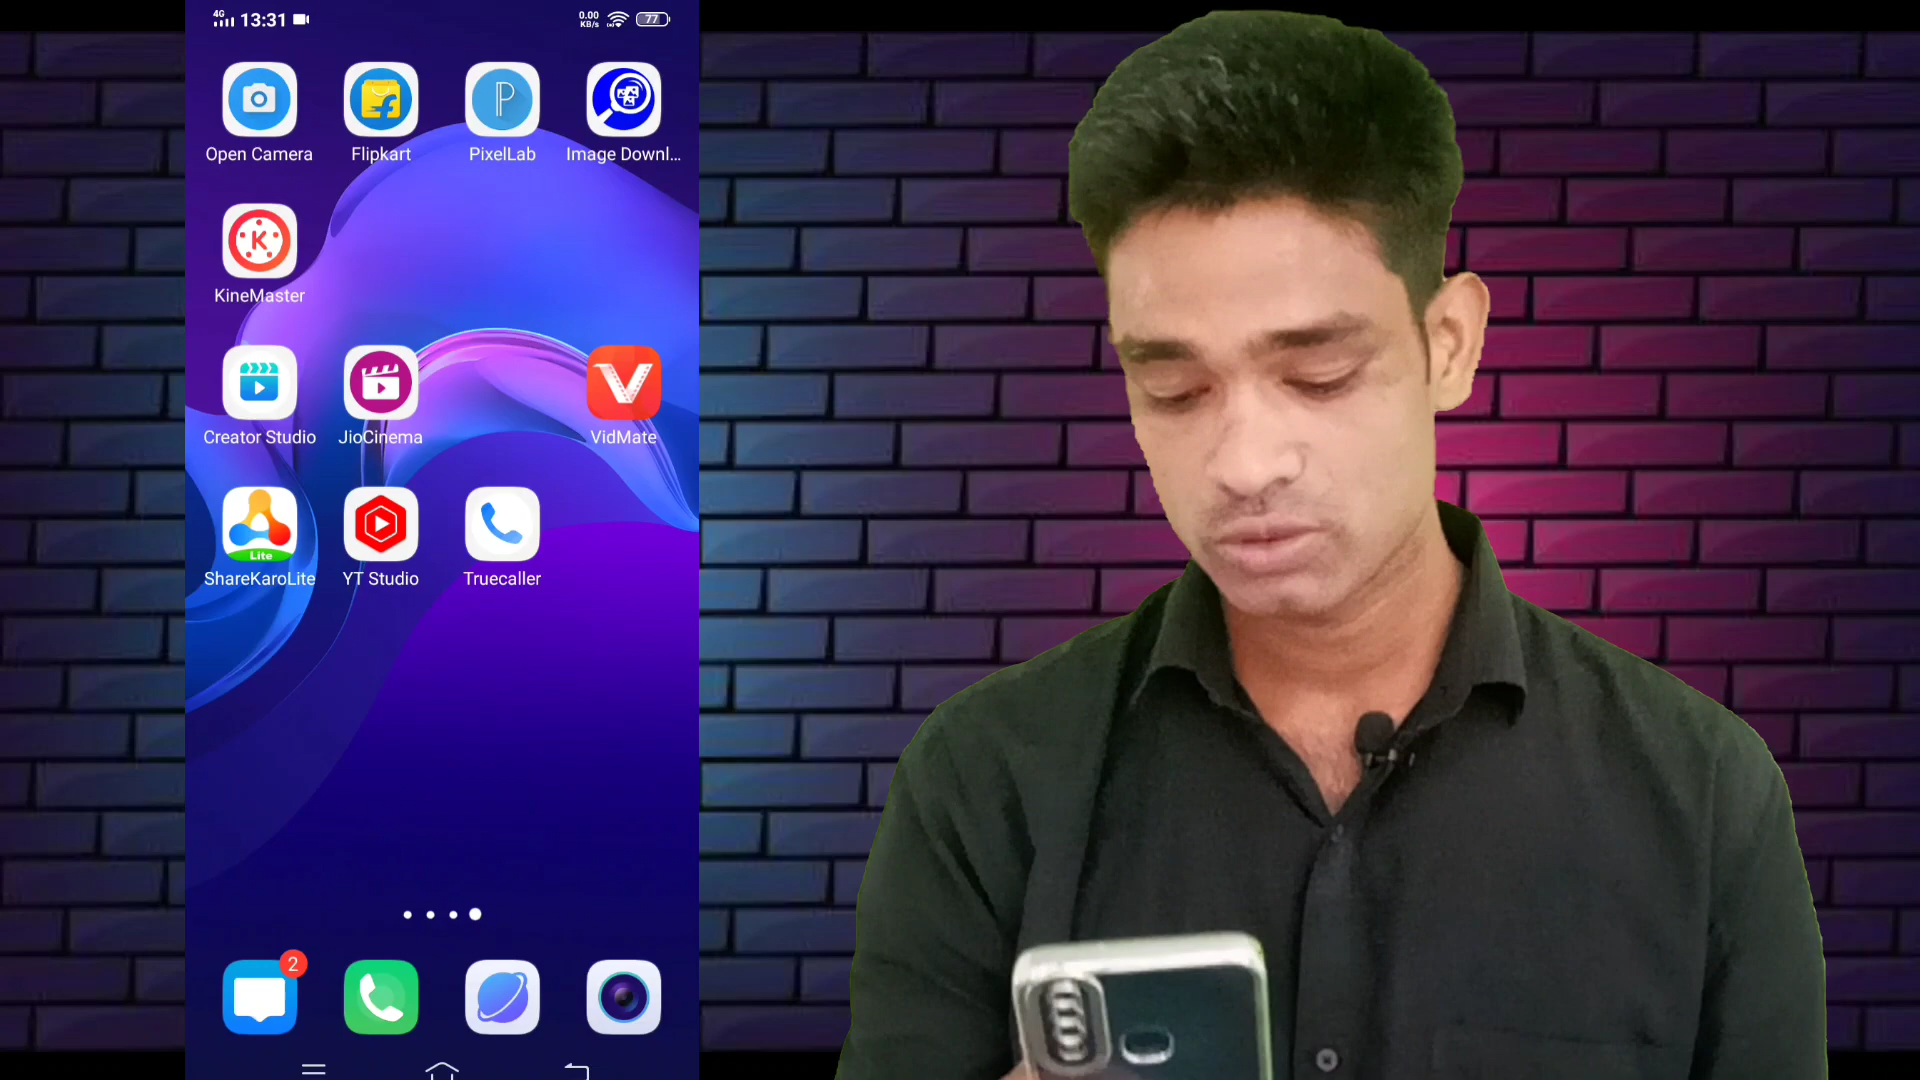 4G 13:31 0.00 KB/s 77
Open Camera Flipkart PixelLab Image Downl...
KineMaster
Creator Studio JioCinema VidMate
Lite
ShareKaroLite YT Studio Truecaller
2